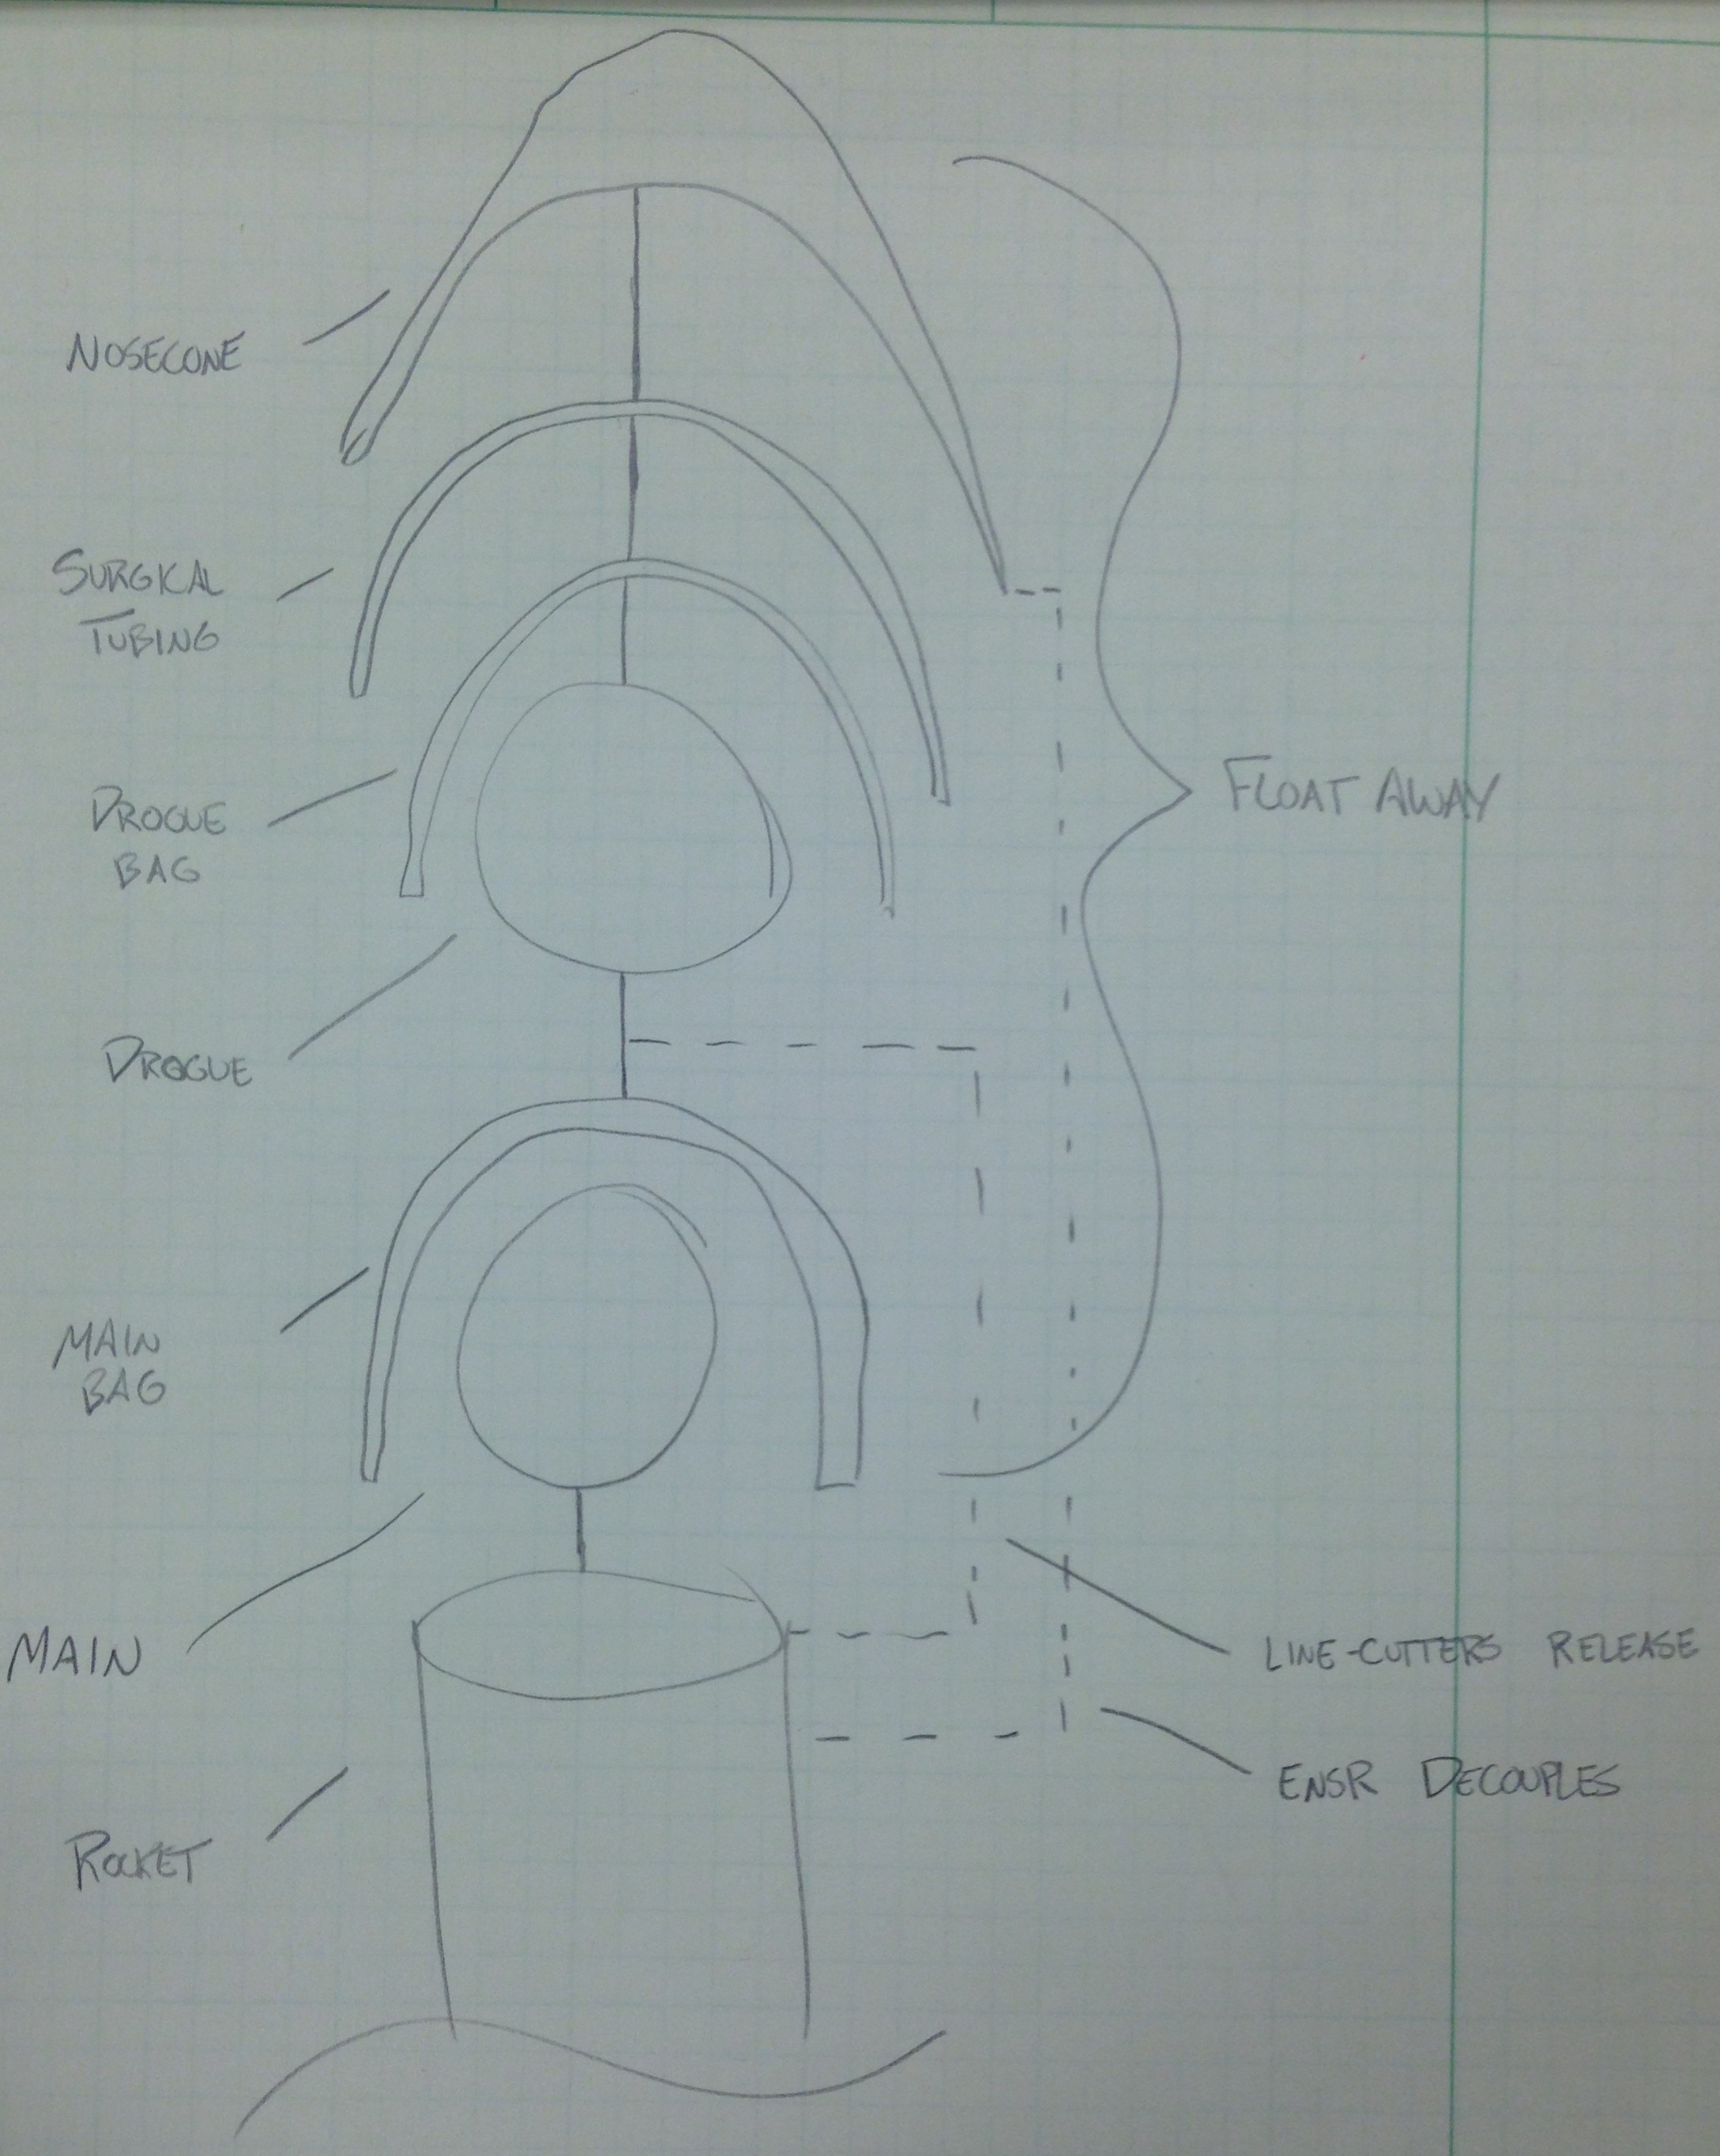 NOSECONE
SURGICAL
TUBING
DROGUE
BAG
FLOAT AWAY
DROGUE
MAIN
BAG
MAIN
LINE-CUTTERS RELEASE
ENSR DECOUPLES
ROCKET